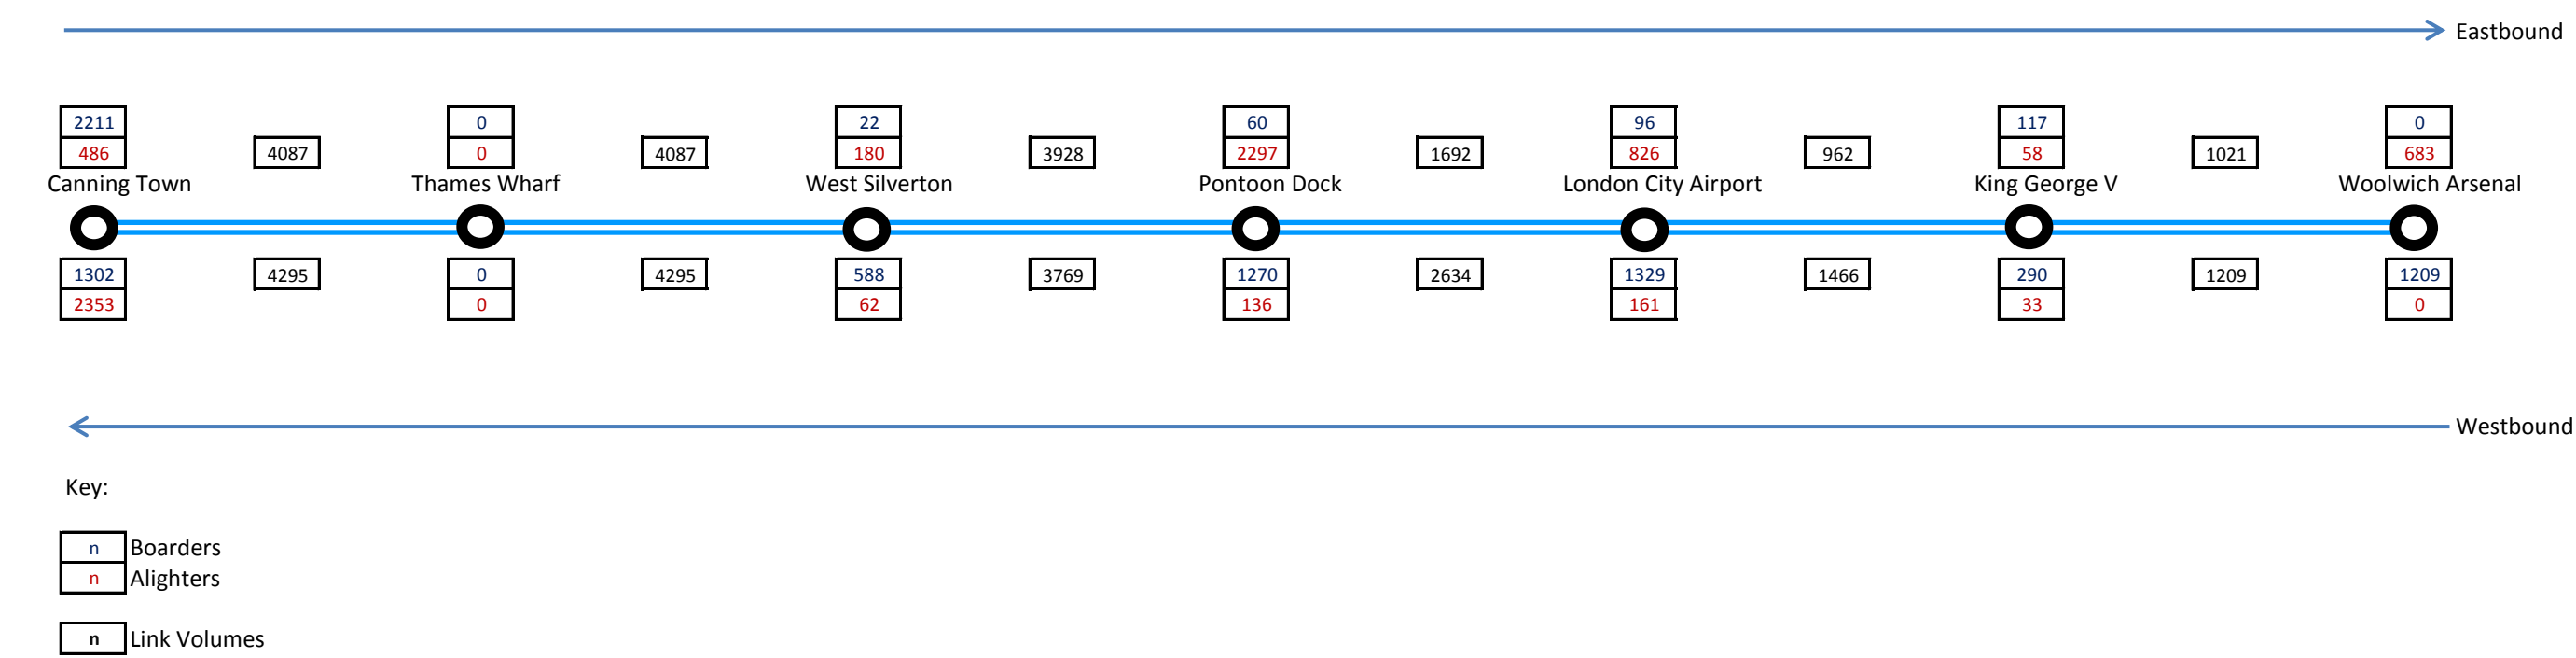 Eastbound
2211 0 22 60 96 117 0
486 4087 0 4087 180 3928 2297 1692 826 962 58 1021 683
Canning Town Thames Wharf West Silverton Pontoon Dock London City Airport King George V Woolwich Arsenal
1302 4295 0 4295 588 3769 1270 2634 1329 1466 290 1209 1209
2353 0 62 136 161 33 0
Westbound
Key:
n Boarders
n Alighters
n Link Volumes